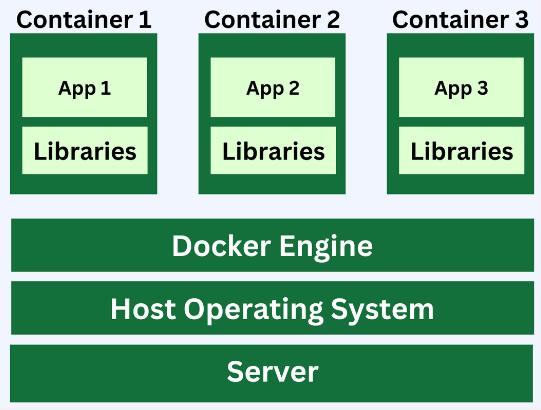 Container 1
Container 2
Container 3
App 1
App 2
App 3
Libraries
Libraries
Libraries
Docker Engine
Host Operating System
Server